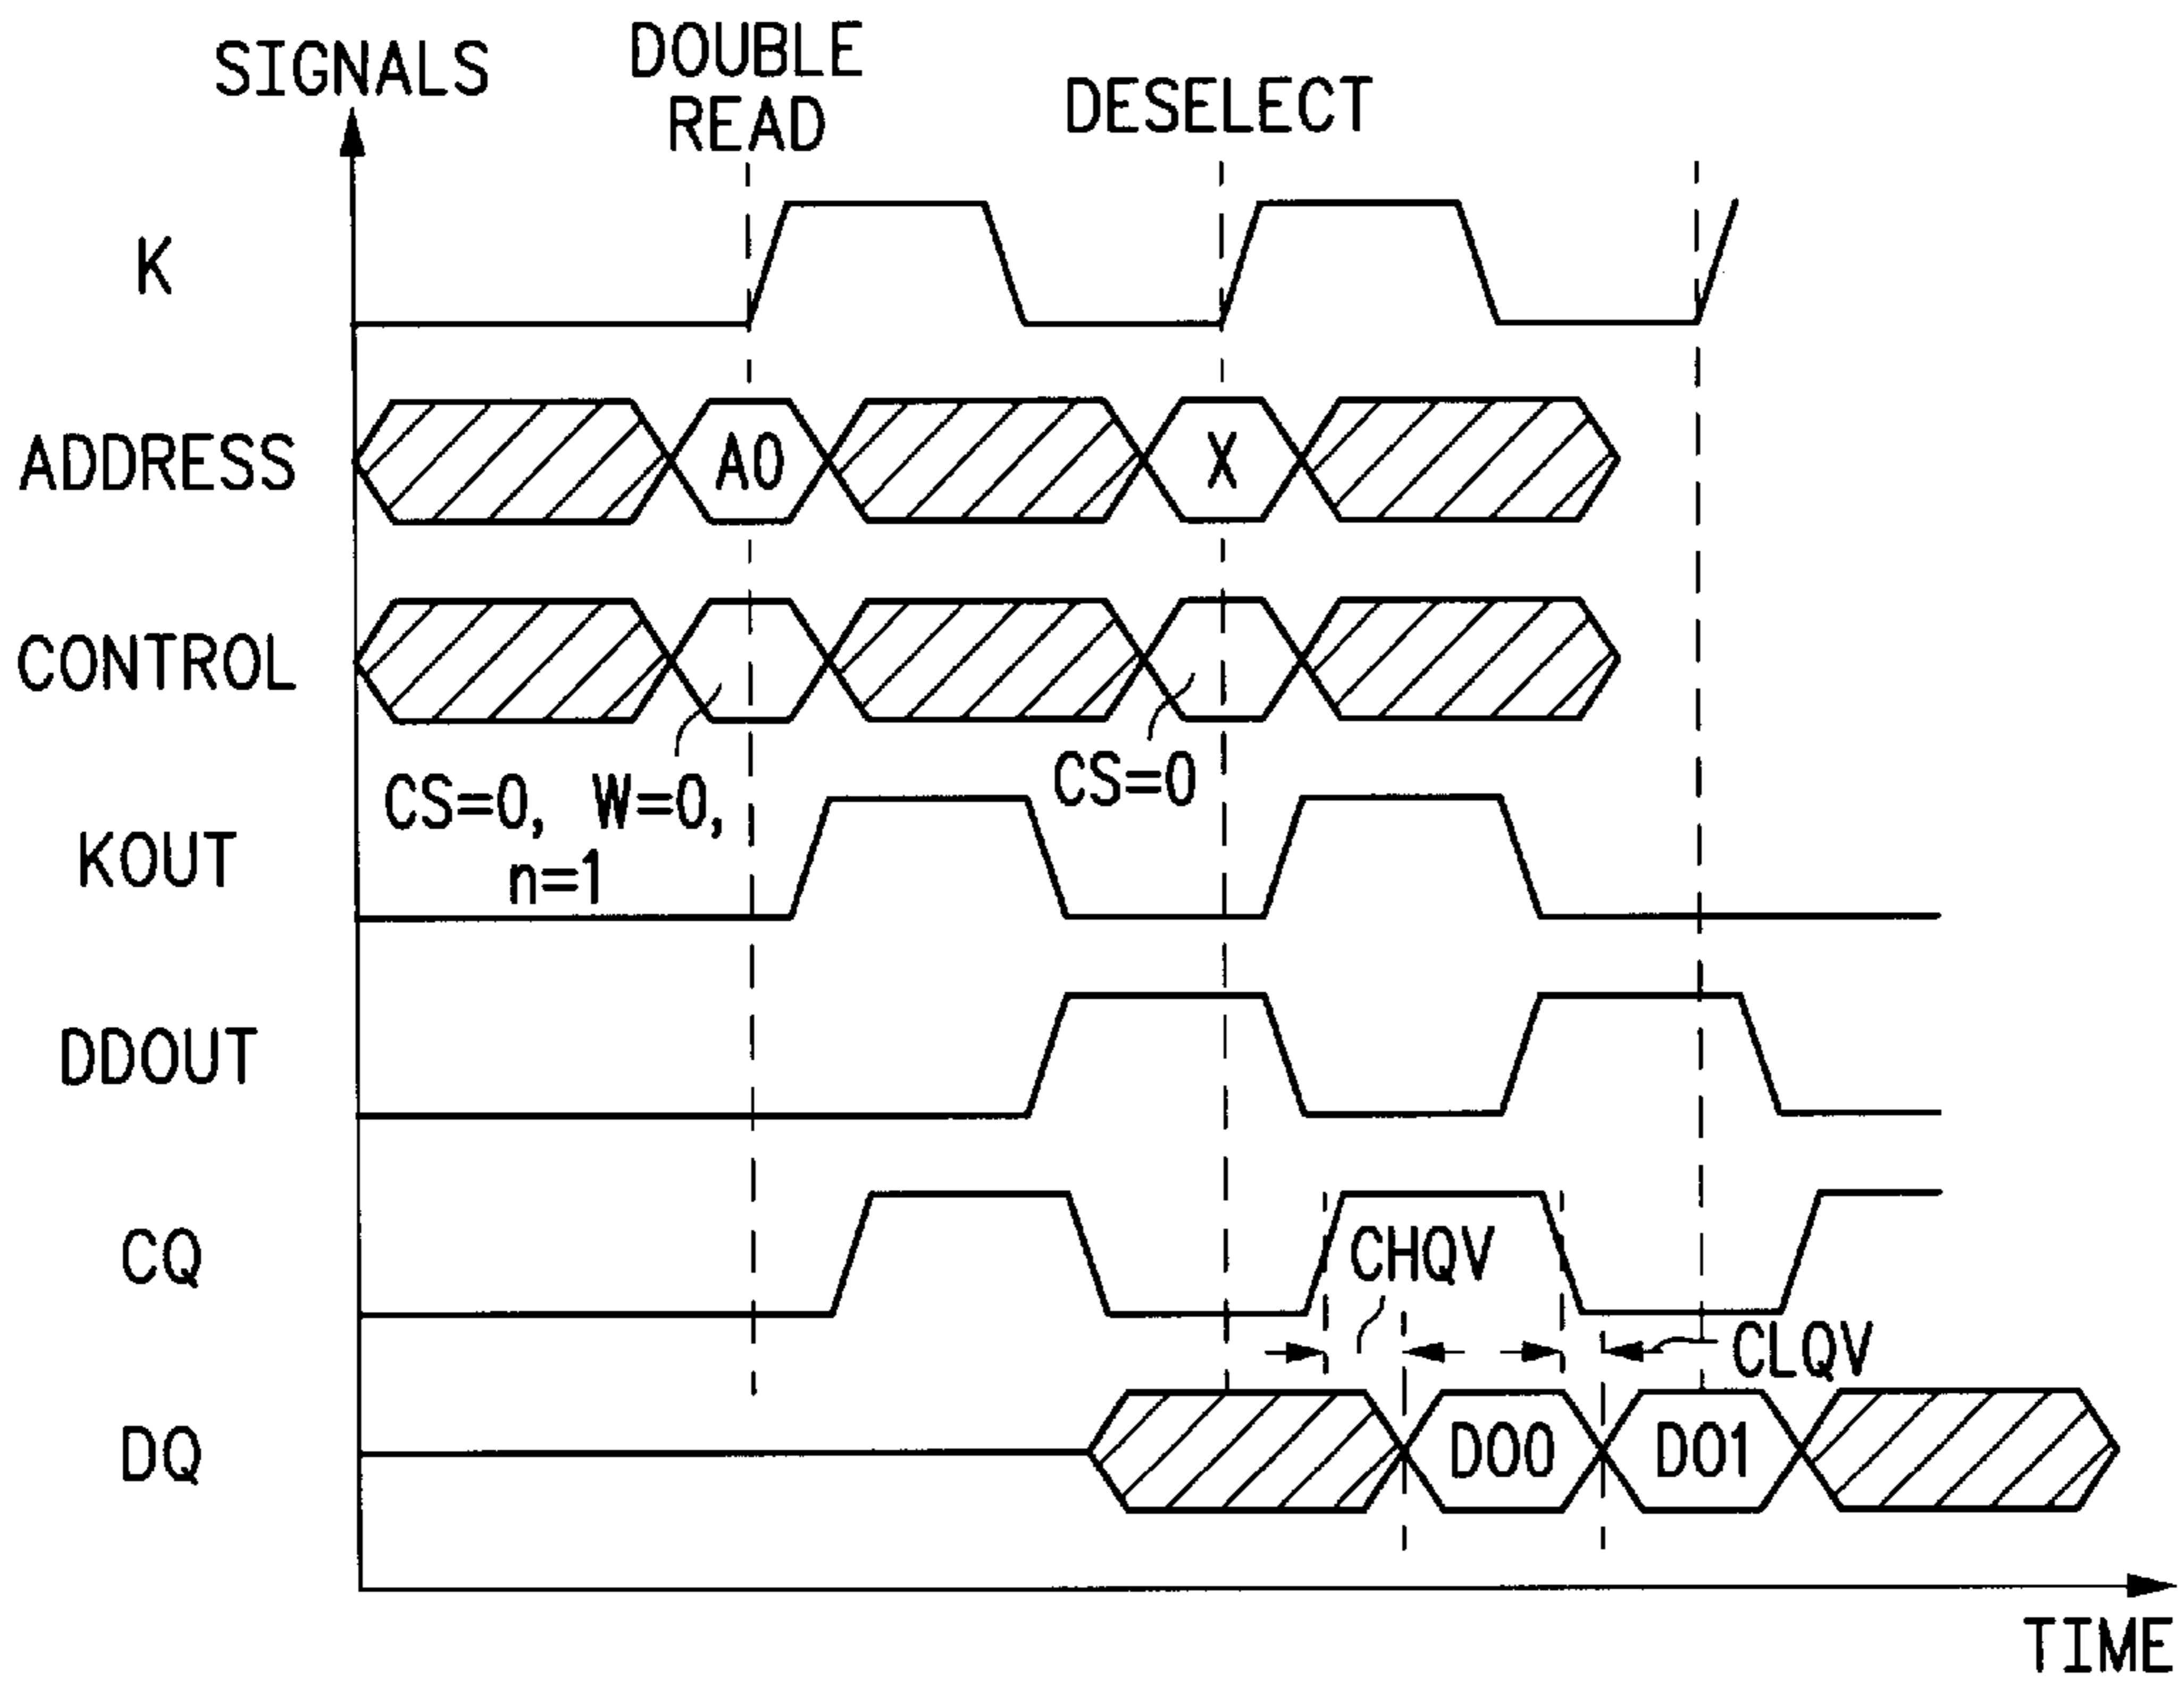 SIGNALS
DOUBLE
READ
DESELECT
K
ADDRESS
A0
X
CONTROL
CS=0, W=0,
n=1
CS=0
KOUT
DDOUT
CQ
CHQV
CLQV
DQ
D00
D01
TIME